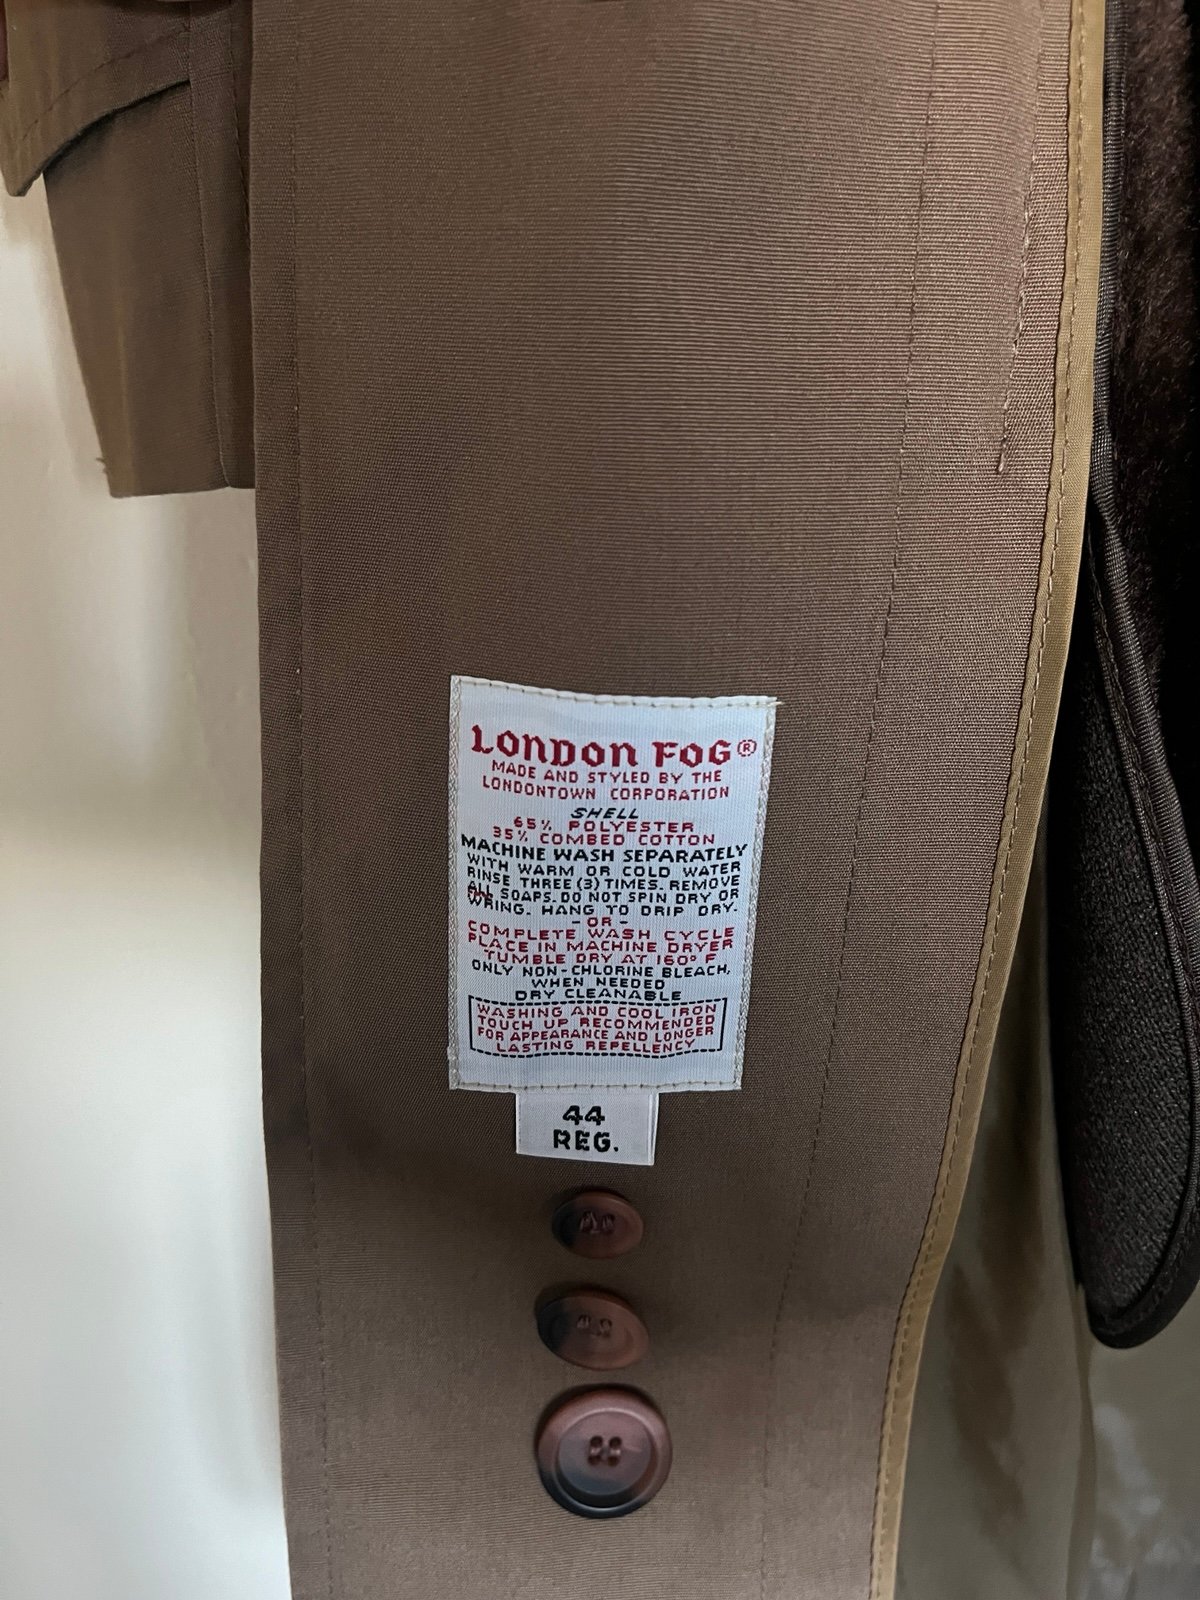 LONDON FOG®
MADE AND STYLED BY THE
LONDONTOWN CORPORATION
SHELL
65% POLYESTER
35% COMBED COTTON
MACHINE WASH SEPARATELY
WITH WARM OR COLD WATER
RINSE THREE (3) TIMES. REMOVE
ALL SOAPS. DO NOT SPIN DRY OR
WRING. HANG TO DRIP DRY.
- OR -
COMPLETE WASH CYCLE
PLACE IN MACHINE DRYER
TUMBLE DRY AT 160° F
ONLY NON-CHLORINE BLEACH,
WHEN NEEDED
DRY CLEANABLE
WASHING AND COOL IRON
TOUCH UP RECOMMENDED
FOR APPEARANCE AND LONGER
LASTING REPELLENCY
44
REG.